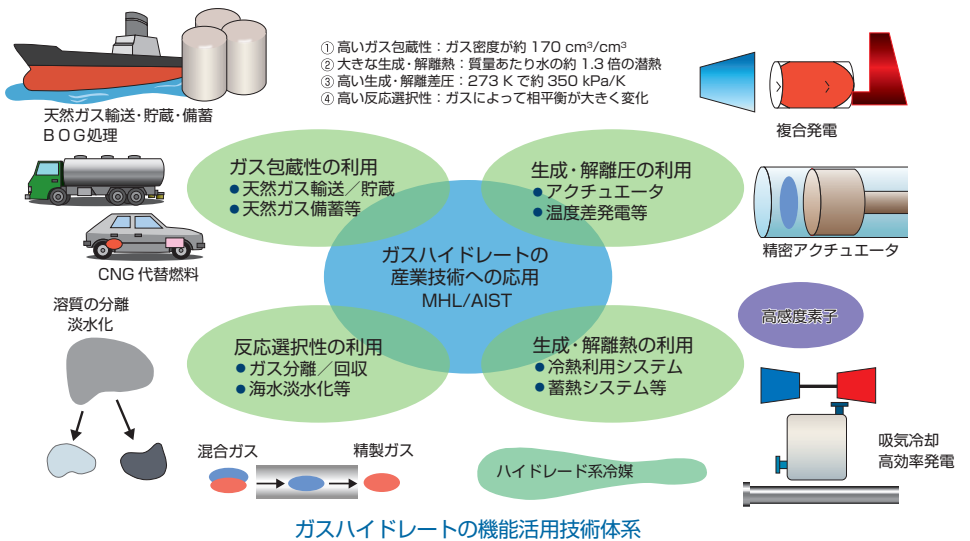 ① 高いガス包蔵性：ガス密度が約 170 cm³/cm³
② 大きな生成・解離熱：質量あたり水の約 1.3 倍の潜熱
③ 高い生成・解離差圧：273 K で約 350 kPa/K
④ 高い反応選択性：ガスによって相平衡が大きく変化
天然ガス輸送・貯蔵・備蓄
BOG処理
複合発電
ガス包蔵性の利用
●天然ガス輸送／貯蔵
●天然ガス備蓄等
生成・解離圧の利用
●アクチュエータ
●温度差発電等
CNG 代替燃料
精密アクチュエータ
ガスハイドレートの
産業技術への応用
MHL/AIST
溶質の分離
淡水化
高感度素子
反応選択性の利用
●ガス分離／回収
●海水淡水化等
生成・解離熱の利用
●冷熱利用システム
●蓄熱システム等
混合ガス
精製ガス
ハイドレード系冷媒
吸気冷却
高効率発電
ガスハイドレートの機能活用技術体系